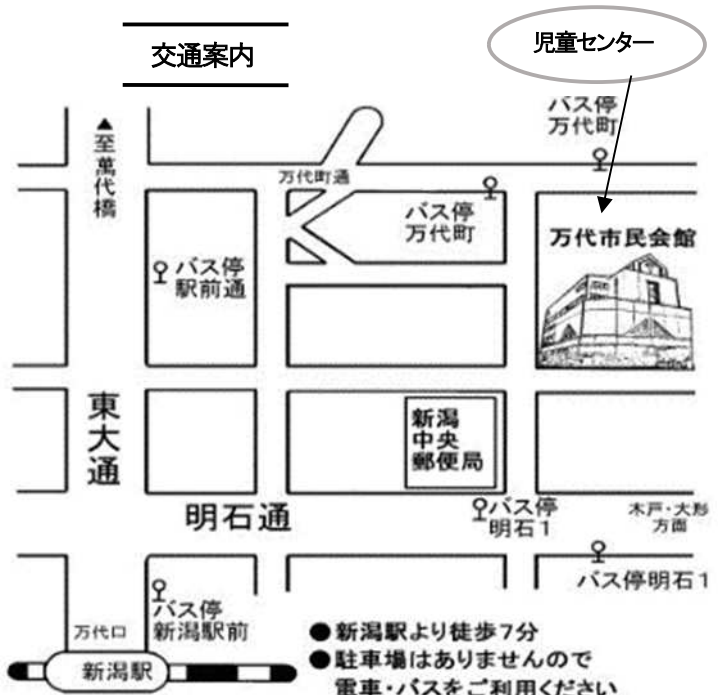 交通案内
児童センター
バス停
万代町
▲至萬代橋
万代町通
バス停
万代町
万代市民会館
バス停
駅前通
東大通
新潟
中央
郵便局
明石通
バス停
明石1
木戸・大形
方面
バス停明石1
バス停
新潟駅前
万代口
新潟駅
●新潟駅より徒歩7分
●駐車場はありませんので
電車・バスをご利用ください